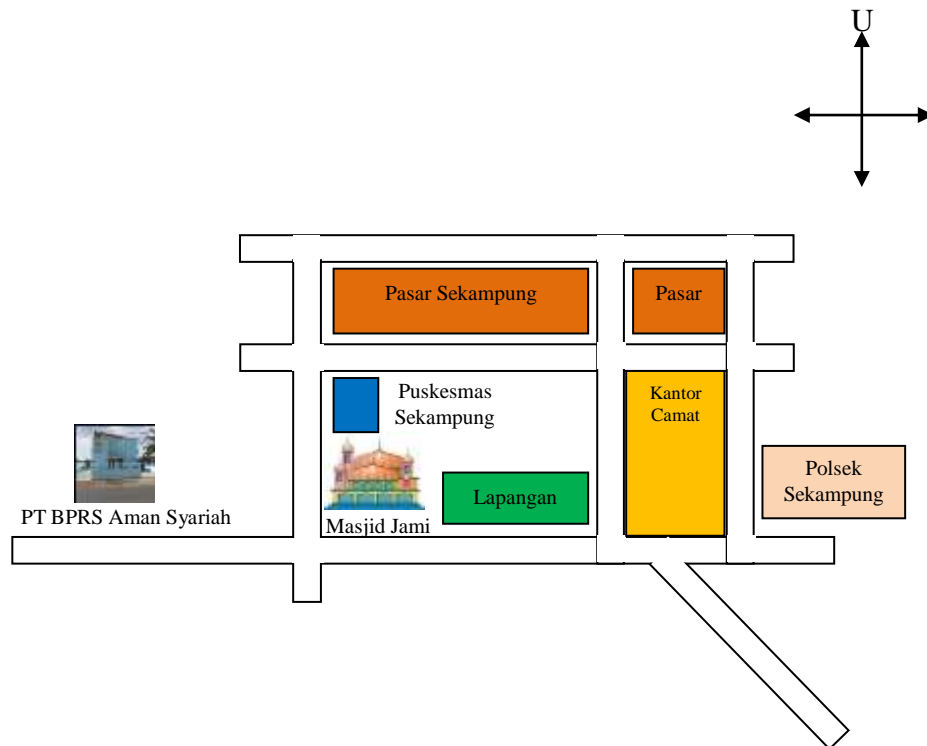 U
Pasar Sekampung
Pasar
Puskesmas
Sekampung
Kantor
Camat
Polsek
Sekampung
Lapangan
PT BPRS Aman Syariah
Masjid Jami